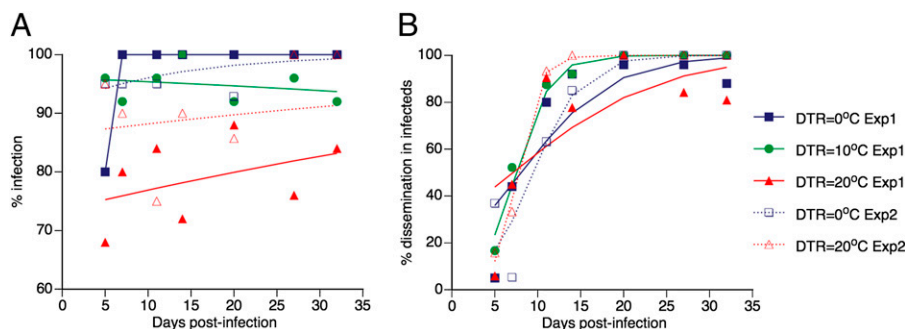 A
% infection
100
90
80
70
60
0 5 10 15 20 25 30 35
Days post-infection
B
% dissemination in infecteds
100
80
60
40
20
0
0 5 10 15 20 25 30 35
Days post-infection
DTR=0°C Exp1
DTR=10°C Exp1
DTR=20°C Exp1
DTR=0°C Exp2
DTR=20°C Exp2